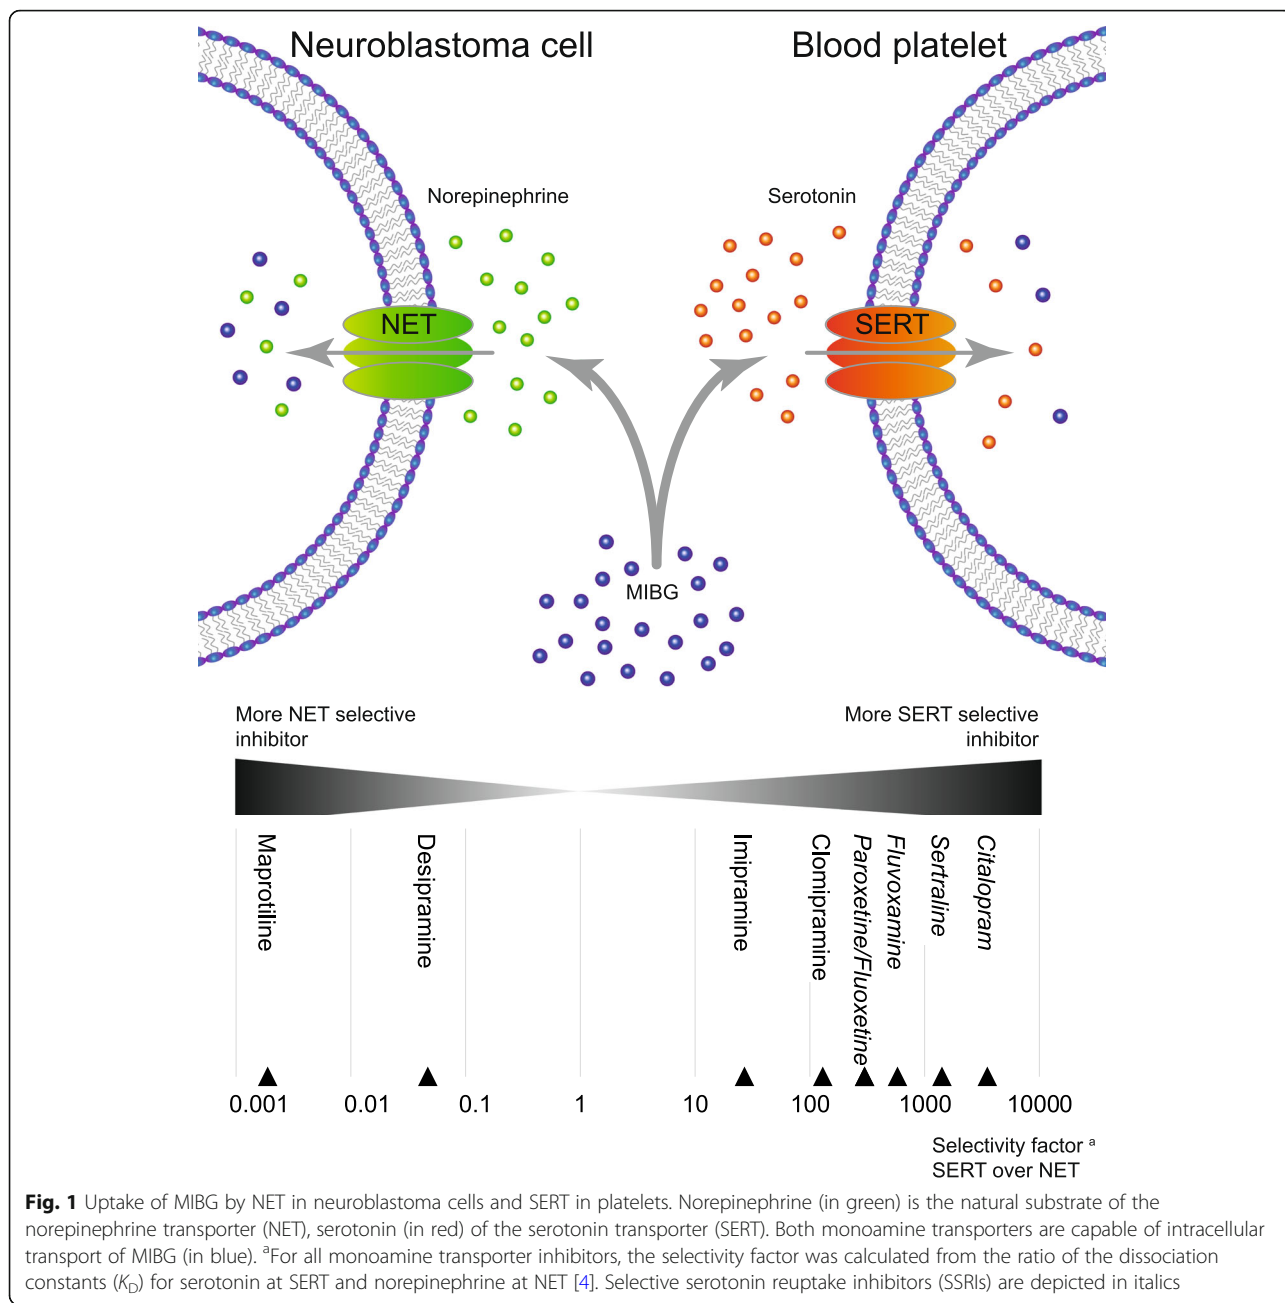 Neuroblastoma cell
Blood platelet
Norepinephrine
Serotonin
NET
SERT
MIBG
More NET selective
inhibitor
More SERT selective
inhibitor
Maprotiline
Desipramine
Imipramine
Clomipramine
Paroxetine/Fluoxetine
Fluvoxamine
Sertraline
Citalopram
0.001
0.01
0.1
1
10
100
1000
10000
Selectivity factor a
SERT over NET
Fig. 1 Uptake of MIBG by NET in neuroblastoma cells and SERT in platelets. Norepinephrine (in green) is the natural substrate of the
norepinephrine transporter (NET), serotonin (in red) of the serotonin transporter (SERT). Both monoamine transporters are capable of intracellular
transport of MIBG (in blue). aFor all monoamine transporter inhibitors, the selectivity factor was calculated from the ratio of the dissociation
constants (KD) for serotonin at SERT and norepinephrine at NET [4]. Selective serotonin reuptake inhibitors (SSRIs) are depicted in italics